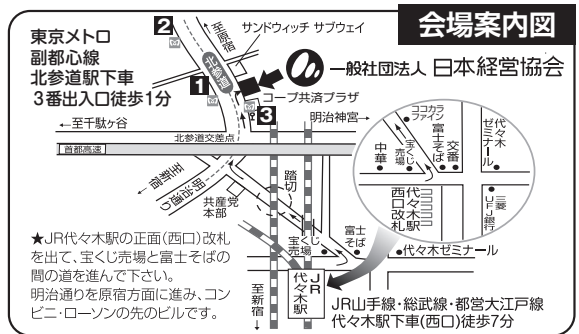 会場案内図
東京メトロ
副都心線
北参道駅下車
3番出入口徒歩1分
2
至原宿
サンドウィッチ サブウェイ
北参道
一般社団法人 日本経営協会
1
コープ共済プラザ
3
明治神宮→
←至千駄ヶ谷
北参道交差点
首都高速
至新宿
明治通り
共産党
本部
踏切
ココカラ
ファイン
宝くじ
売場
富士そば
交番
代々木
ゼミナール
中華
代々木駅
西口改札
三菱
UFJ銀行
★JR代々木駅の正面(西口)改札
を出て、宝くじ売場と富士そばの
間の道を進んで下さい。
明治通りを原宿方面に進み、コン
ビニ・ローソンの先のビルです。
宝くじ
売場
富士
そば
代々木ゼミナール
至新宿
JR
代々木駅
JR山手線・総武線・都営大江戸線
代々木駅下車(西口)徒歩7分